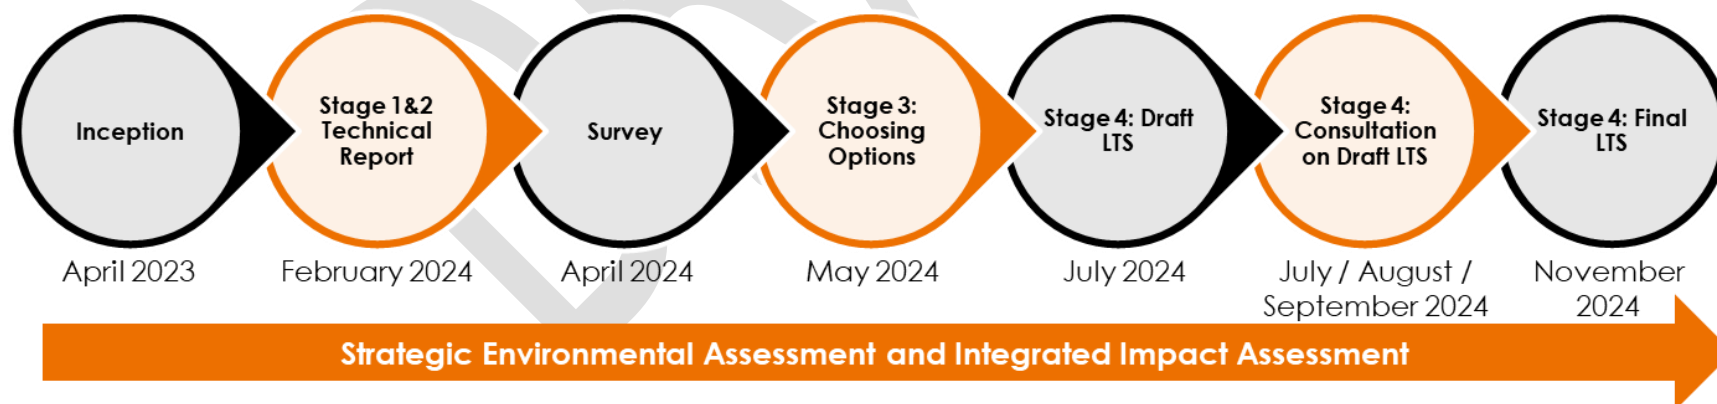 Inception
Stage 1&2
Technical
Report
Survey
Stage 3:
Choosing
Options
Stage 4: Draft
LTS
Stage 4:
Consultation
on Draft LTS
Stage 4: Final
LTS
April 2023
February 2024
April 2024
May 2024
July 2024
July / August /
September 2024
November
2024
Strategic Environmental Assessment and Integrated Impact Assessment